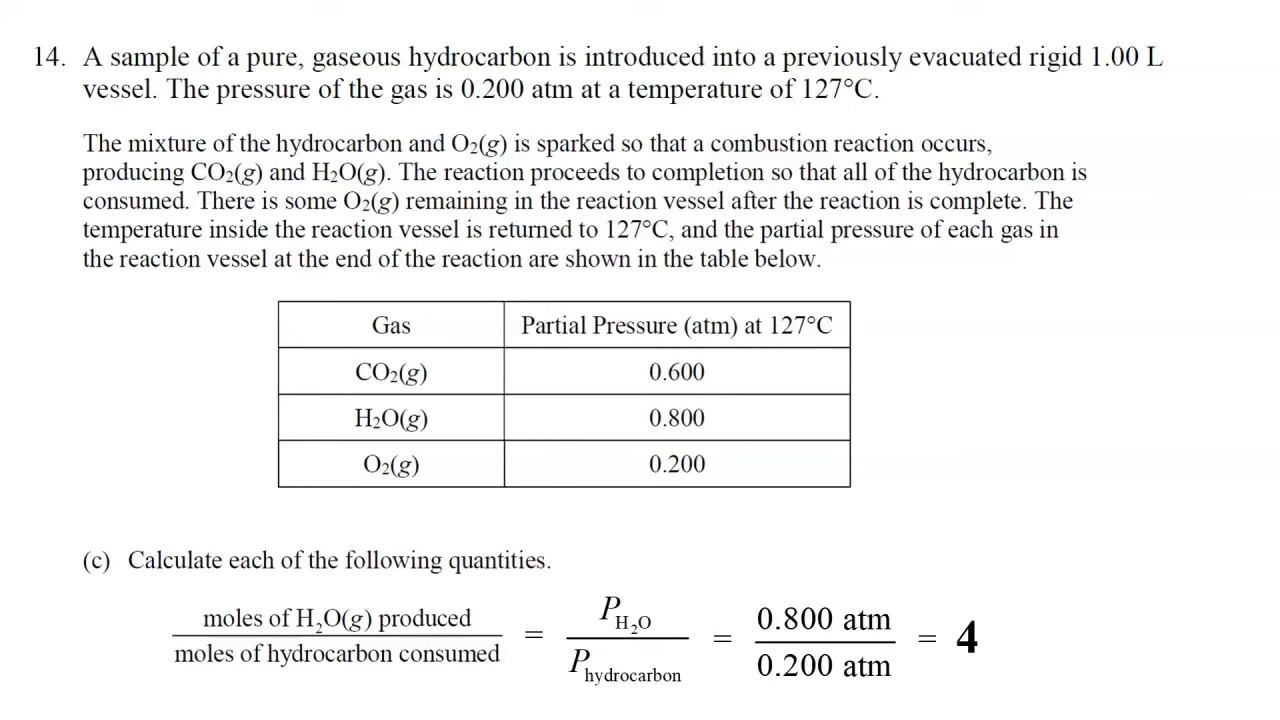 14. A sample of a pure, gaseous hydrocarbon is introduced into a previously evacuated rigid 1.00 L
vessel. The pressure of the gas is 0.200 atm at a temperature of 127°C.
The mixture of the hydrocarbon and O₂(g) is sparked so that a combustion reaction occurs,
producing CO₂(g) and H₂O(g). The reaction proceeds to completion so that all of the hydrocarbon is
consumed. There is some O₂(g) remaining in the reaction vessel after the reaction is complete. The
temperature inside the reaction vessel is returned to 127°C, and the partial pressure of each gas in
the reaction vessel at the end of the reaction are shown in the table below.
Gas Partial Pressure (atm) at 127°C
CO₂(g) 0.600
H₂O(g) 0.800
O₂(g) 0.200
(c) Calculate each of the following quantities.
moles of H₂O(g) produced / moles of hydrocarbon consumed = P H₂O / P hydrocarbon = 0.800 atm / 0.200 atm = 4